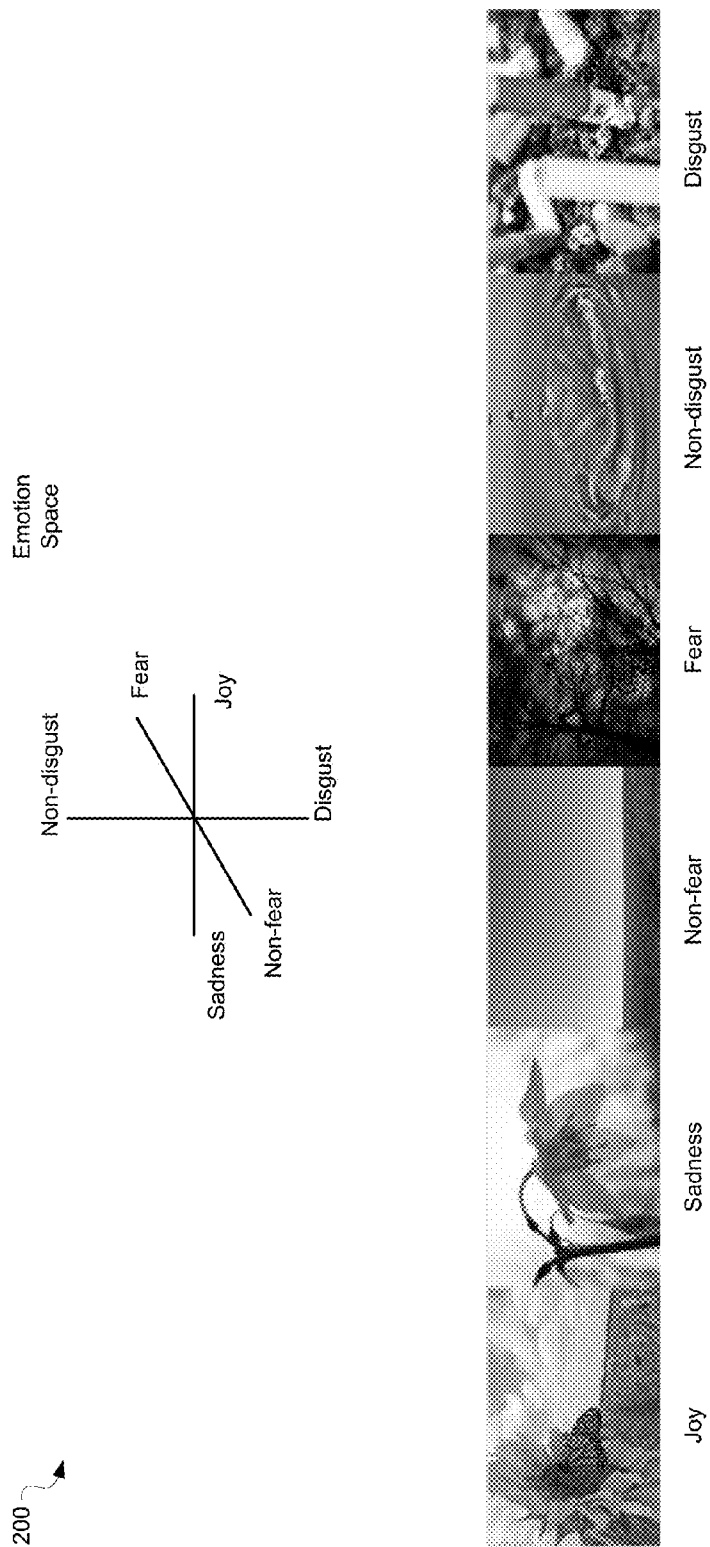 200
Emotion
Space
Non-disgust
Fear
Sadness
Joy
Non-fear
Disgust
Joy
Sadness
Non-fear
Fear
Non-disgust
Disgust